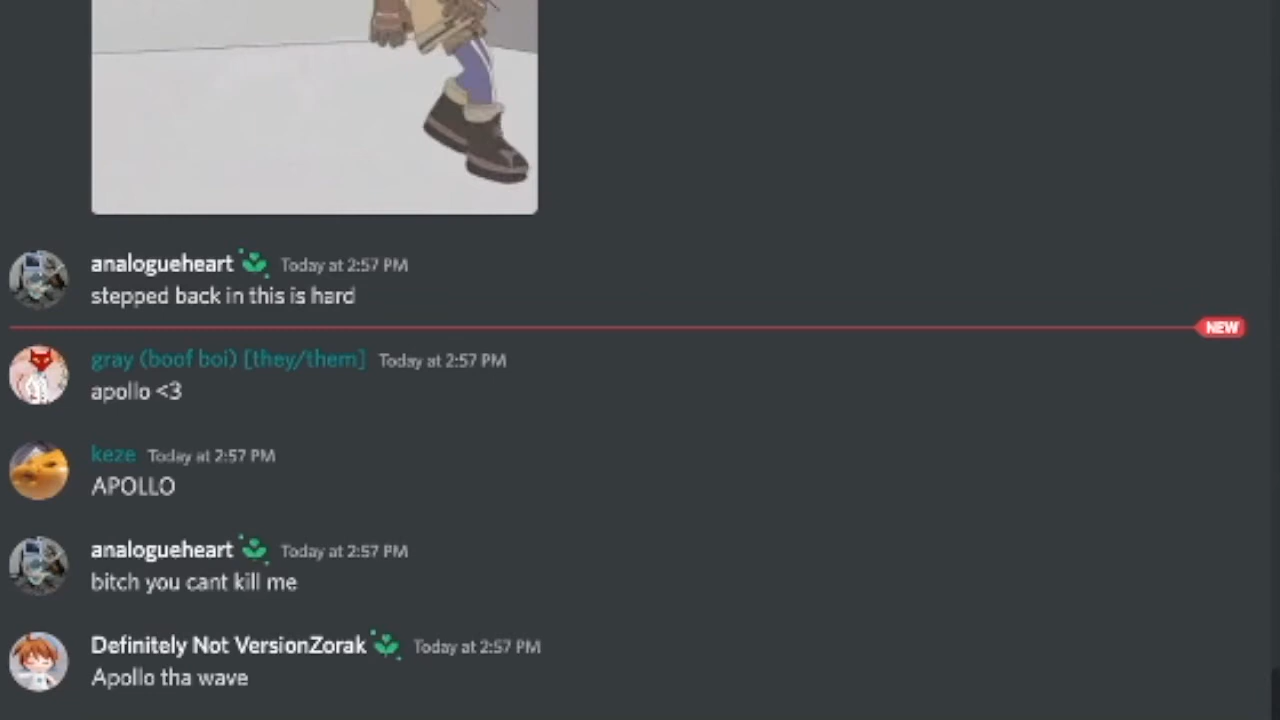 analogueheart Today at 2:57 PM
stepped back in this is hard
NEW
gray (boof boi) [they/them] Today at 2:57 PM
apollo <3
keze Today at 2:57 PM
APOLLO
analogueheart Today at 2:57 PM
bitch you cant kill me
Definitely Not VersionZorak Today at 2:57 PM
Apollo tha wave